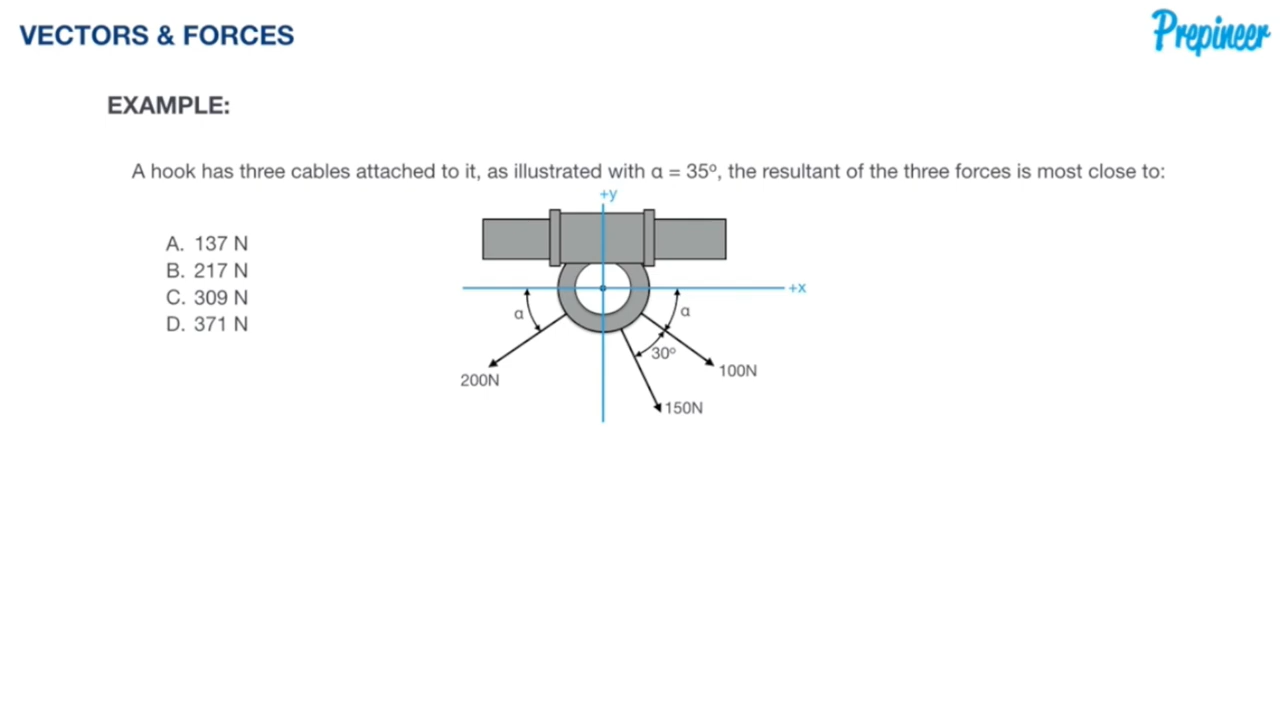 VECTORS & FORCES
Prepineer
EXAMPLE:
A hook has three cables attached to it, as illustrated with α = 35º, the resultant of the three forces is most close to:
+y
A. 137 N
B. 217 N
C. 309 N
D. 371 N
+x
α
α
30º
100N
200N
150N